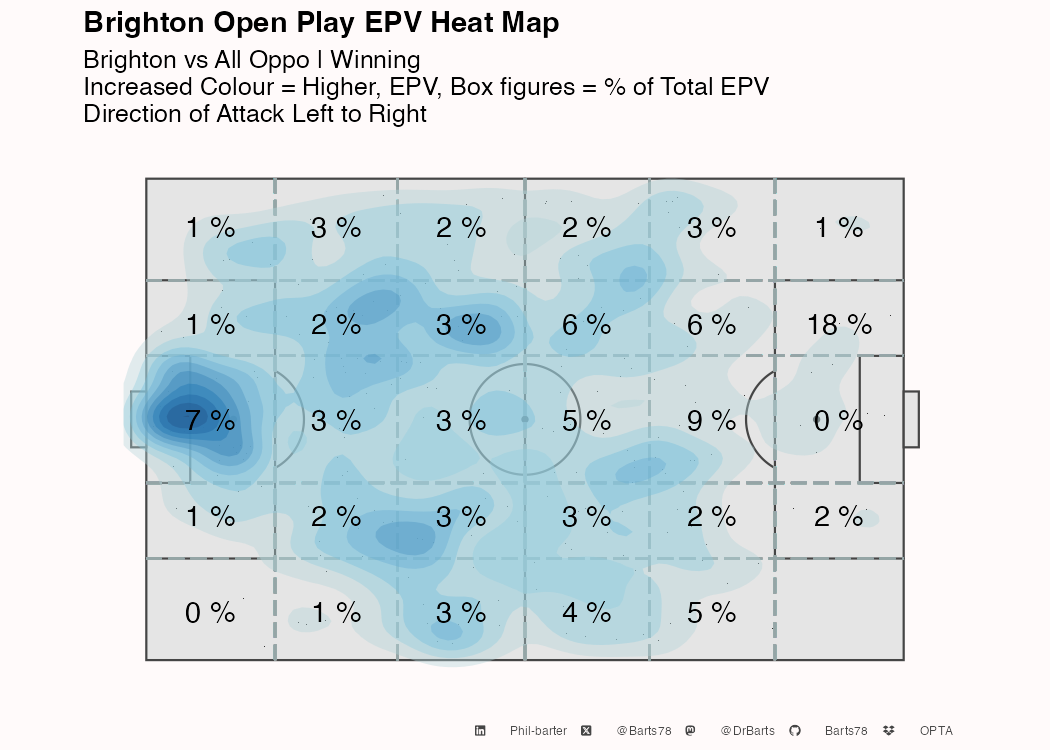 Brighton Open Play EPV Heat Map
Brighton vs All Oppo | Winning
Increased Colour = Higher, EPV, Box figures = % of Total EPV
Direction of Attack Left to Right
1 % 3 % 2 % 2 % 3 % 1 %
1 % 2 % 3 % 6 % 6 % 18 %
7 % 3 % 3 % 5 % 9 % 0 %
1 % 2 % 3 % 3 % 2 % 2 %
0 % 1 % 3 % 4 % 5 %
Phil-barter @Barts78 @DrBarts Barts78 OPTA